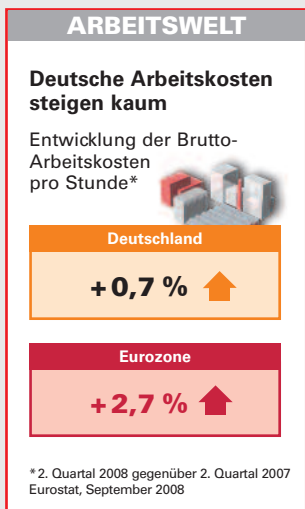 ARBEITSWELT
Deutsche Arbeitskosten
steigen kaum
Entwicklung der Brutto-
Arbeitskosten
pro Stunde*
Deutschland
+0,7 %
Eurozone
+2,7 %
*2. Quartal 2008 gegenüber 2. Quartal 2007
Eurostat, September 2008